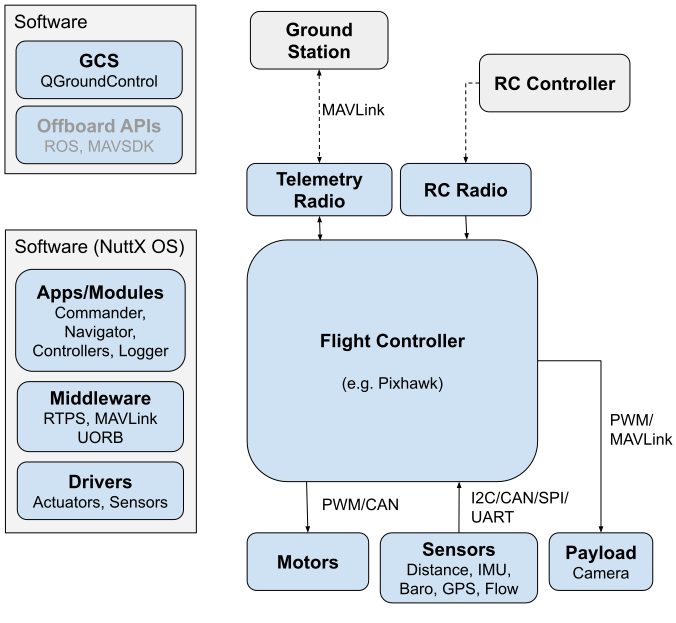 Software
GCS
QGroundControl
Offboard APIs
ROS, MAVSDK
Ground
Station
RC Controller
MAVLink
Telemetry
Radio
RC Radio
Software (NuttX OS)
Apps/Modules
Commander,
Navigator,
Controllers, Logger
Middleware
RTPS, MAVLink
UORB
Drivers
Actuators, Sensors
Flight Controller
(e.g. Pixhawk)
PWM/
MAVLink
PWM/CAN
I2C/CAN/SPI/
UART
Motors
Sensors
Distance, IMU,
Baro, GPS, Flow
Payload
Camera